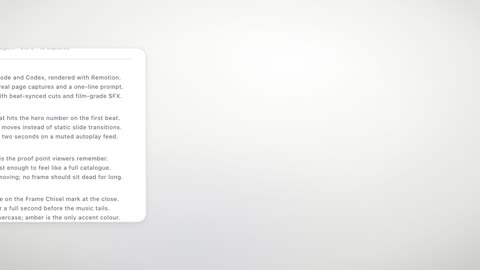 ode and Codex, rendered with Remotion.
real page captures and a one-line prompt.
ith beat-synced cuts and film-grade SFX.
at hits the hero number on the first beat.
moves instead of static slide transitions.
two seconds on a muted autoplay feed.
is the proof point viewers remember.
st enough to feel like a full catalogue.
moving; no frame should sit dead for long.
e on the Frame Chisel mark at the close.
r a full second before the music tails.
ercase; amber is the only accent colour.